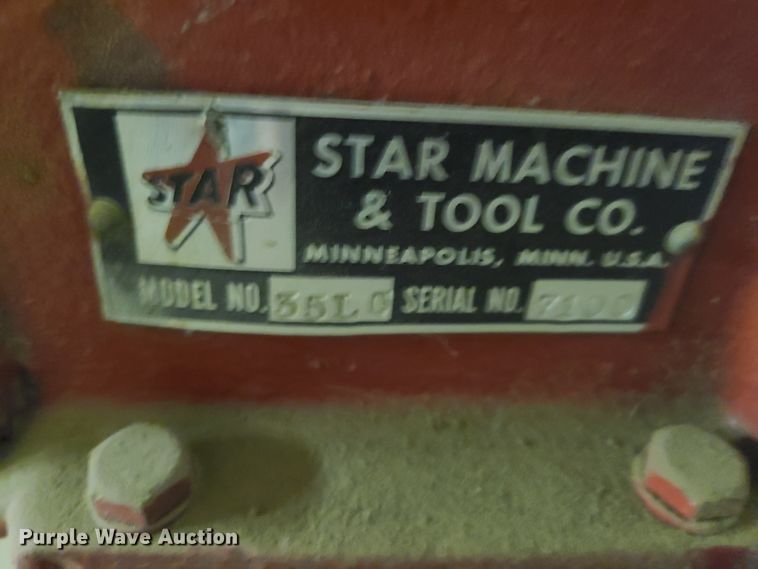 STAR
STAR MACHINE
& TOOL CO.
MINNEAPOLIS, MINN. U.S.A.
MODEL NO. SERIAL NO.
Purple Wave Auction